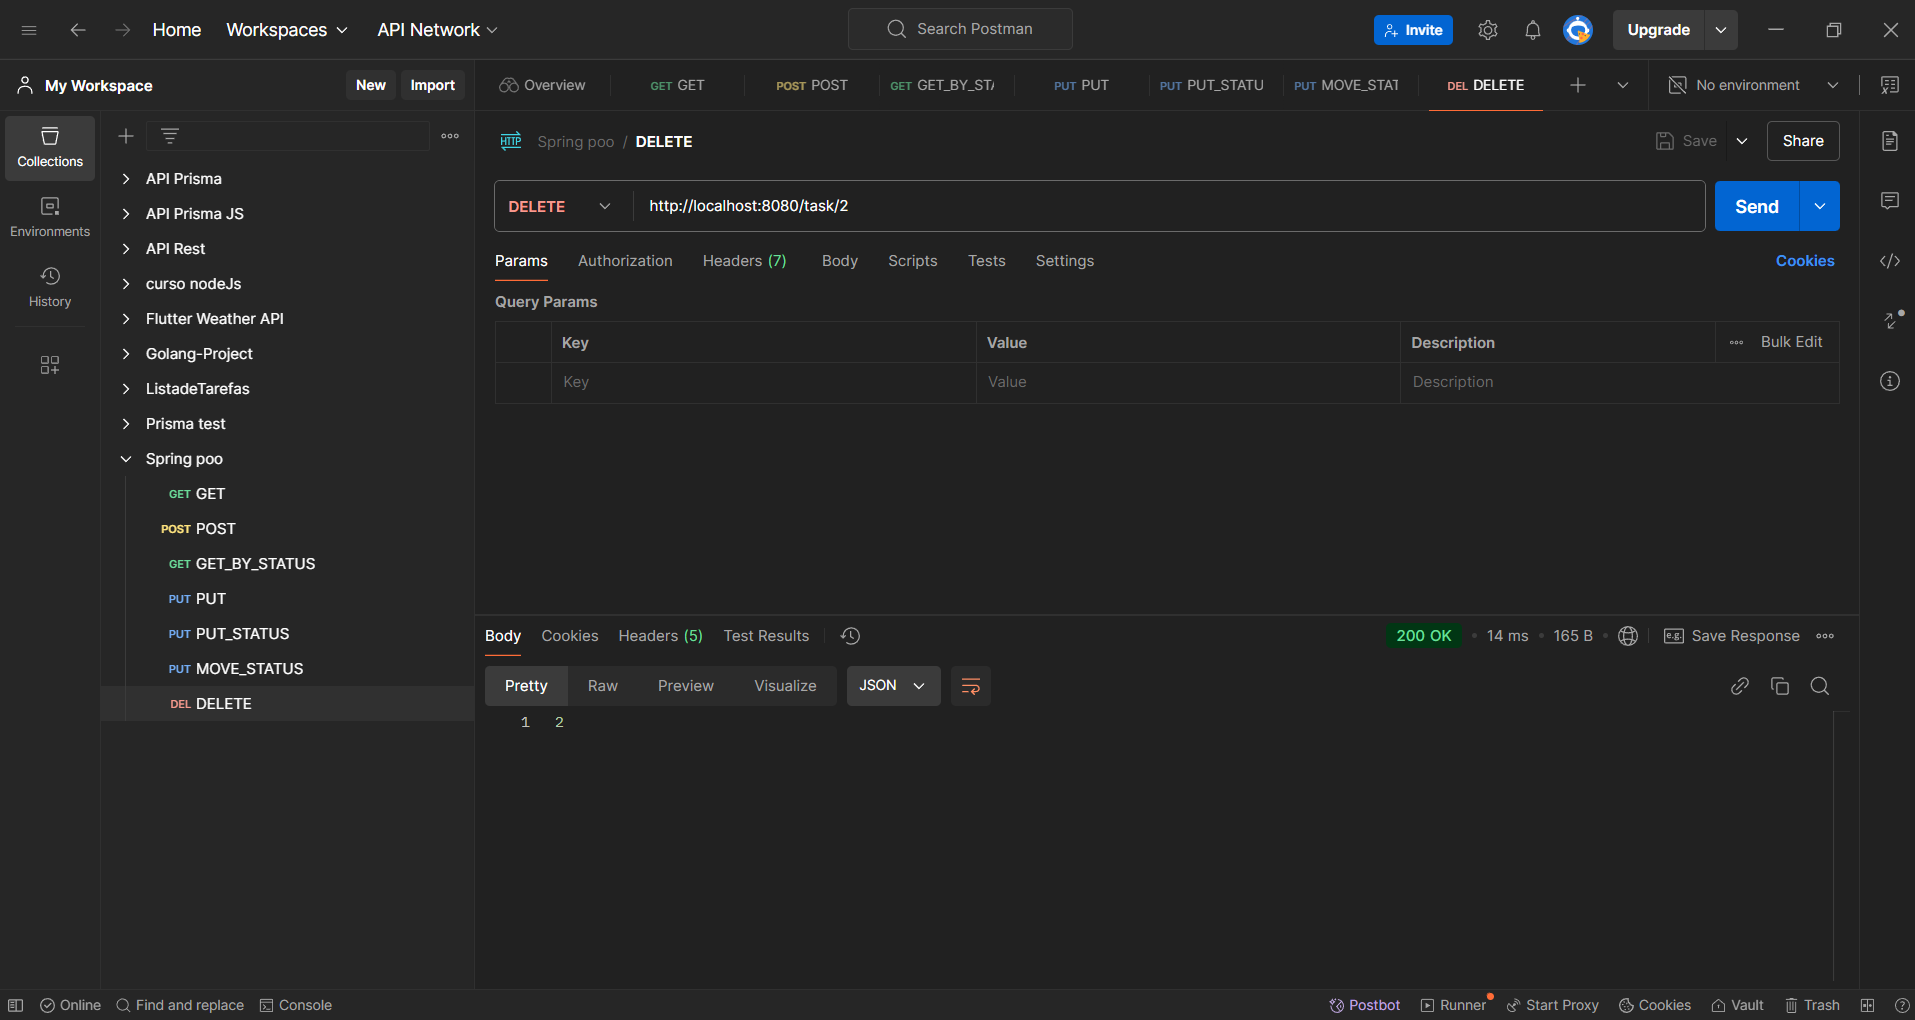 Home Workspaces API Network Search Postman Invite Upgrade
My Workspace New Import Overview GET GET POST POST GET GET_BY_STA PUT PUT PUT PUT_STATU PUT MOVE_STAT DEL DELETE No environment
Collections
Environments
History
API Prisma
API Prisma JS
API Rest
curso nodeJs
Flutter Weather API
Golang-Project
ListadeTarefas
Prisma test
Spring poo
GET GET
POST POST
GET GET_BY_STATUS
PUT PUT
PUT PUT_STATUS
PUT MOVE_STATUS
DEL DELETE
HTTP Spring poo / DELETE Save Share
DELETE http://localhost:8080/task/2 Send
Params Authorization Headers (7) Body Scripts Tests Settings Cookies
Query Params
Key Value Description Bulk Edit
Key Value Description
Body Cookies Headers (5) Test Results 200 OK 14 ms 165 B e.g. Save Response
Pretty Raw Preview Visualize JSON
1 2
Online Find and replace Console Postbot Runner Start Proxy Cookies Vault Trash